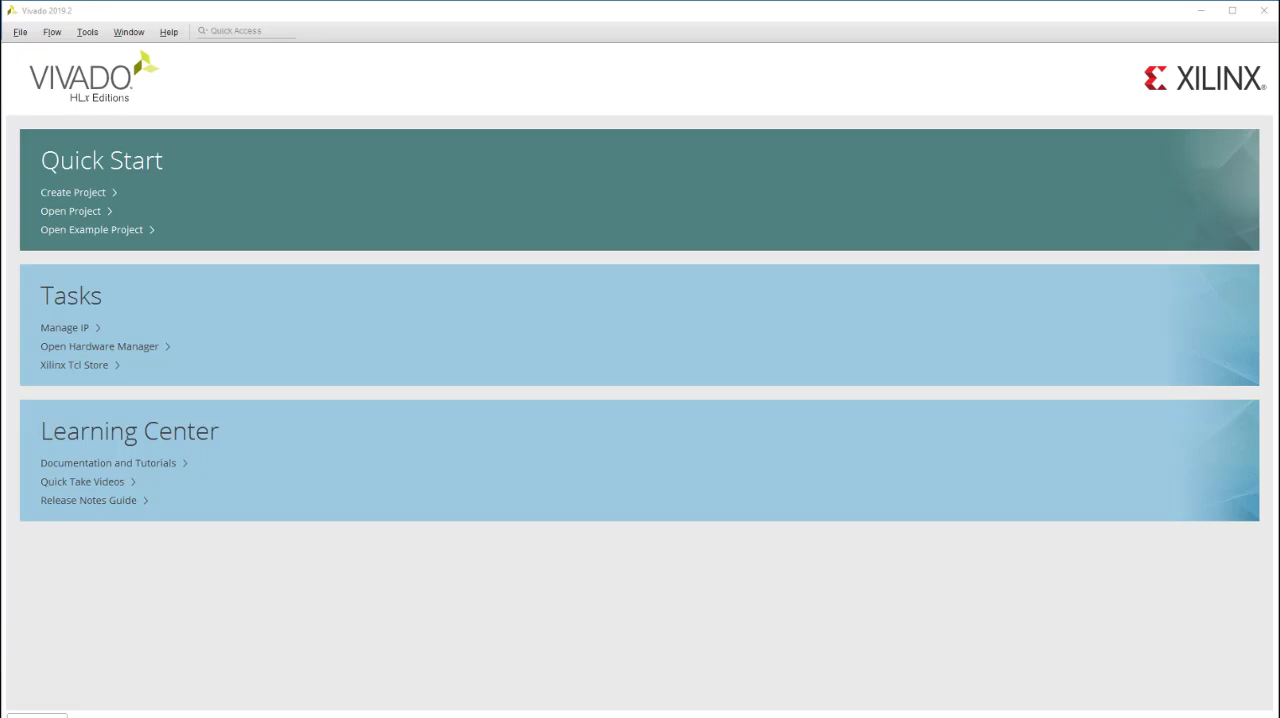 Vivado 2019.2
File Flow Tools Window Help Quick Access
VIVADO.
HLx Editions
XILINX®
Quick Start
Create Project >
Open Project >
Open Example Project >
Tasks
Manage IP >
Open Hardware Manager >
Xilinx Tcl Store >
Learning Center
Documentation and Tutorials >
Quick Take Videos >
Release Notes Guide >